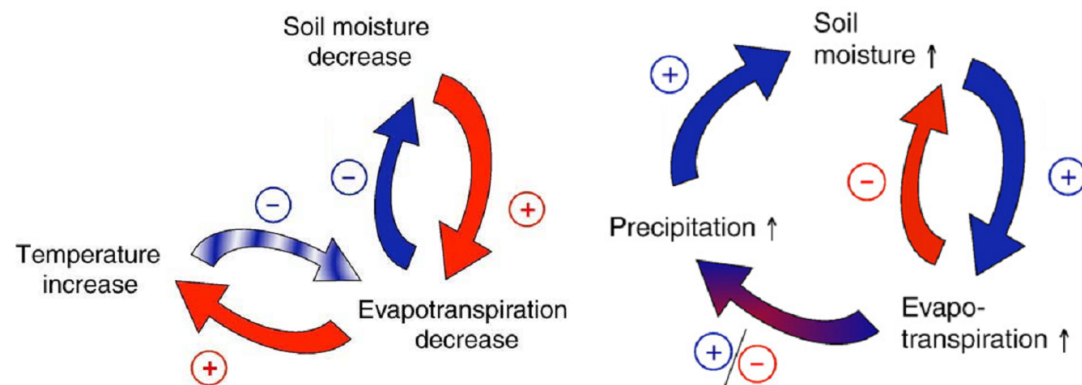 Soil moisture
decrease
−
−
+
Temperature
increase
Evapotranspiration
decrease
+
Soil
moisture ↑
+
−
+
Precipitation ↑
Evapo-
transpiration ↑
+/−